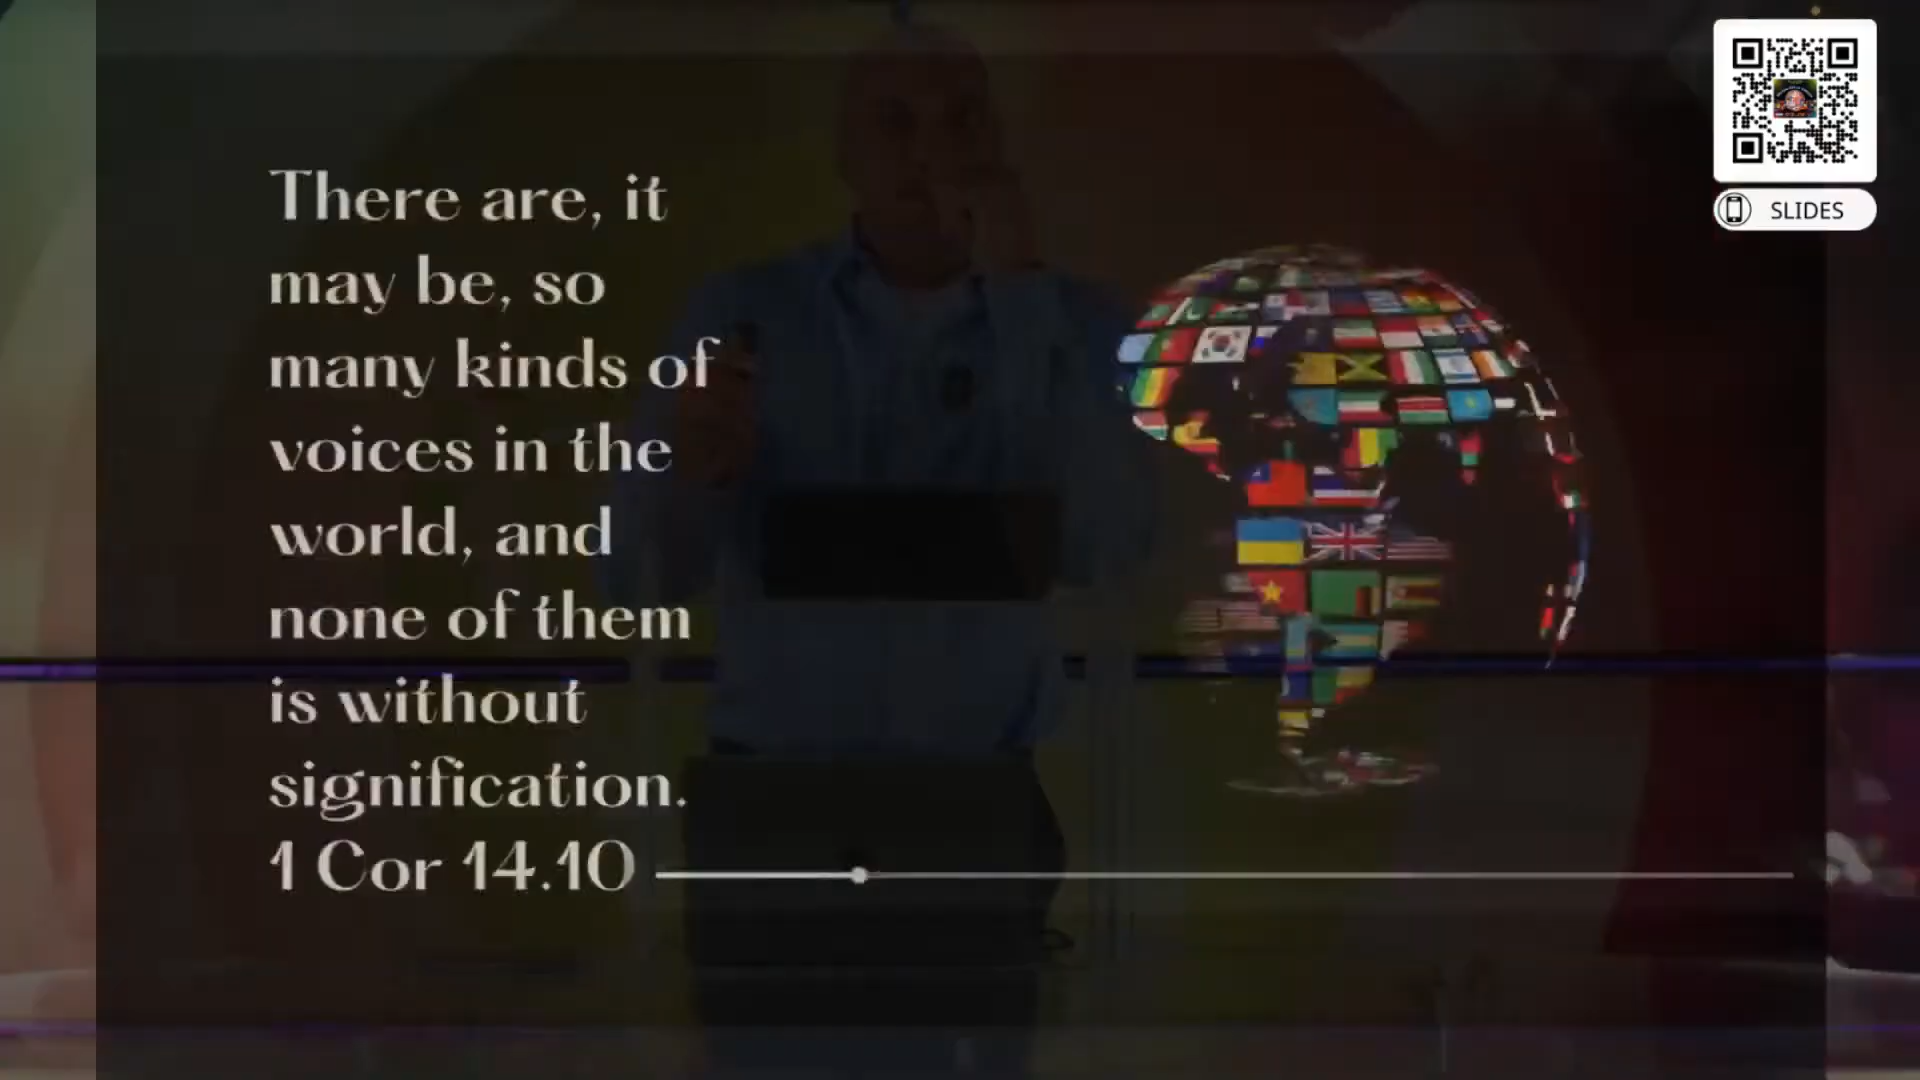 There are, it
may be, so
many kinds of
voices in the
world, and
none of them
is without
signification.
1 Cor 14.10
SLIDES